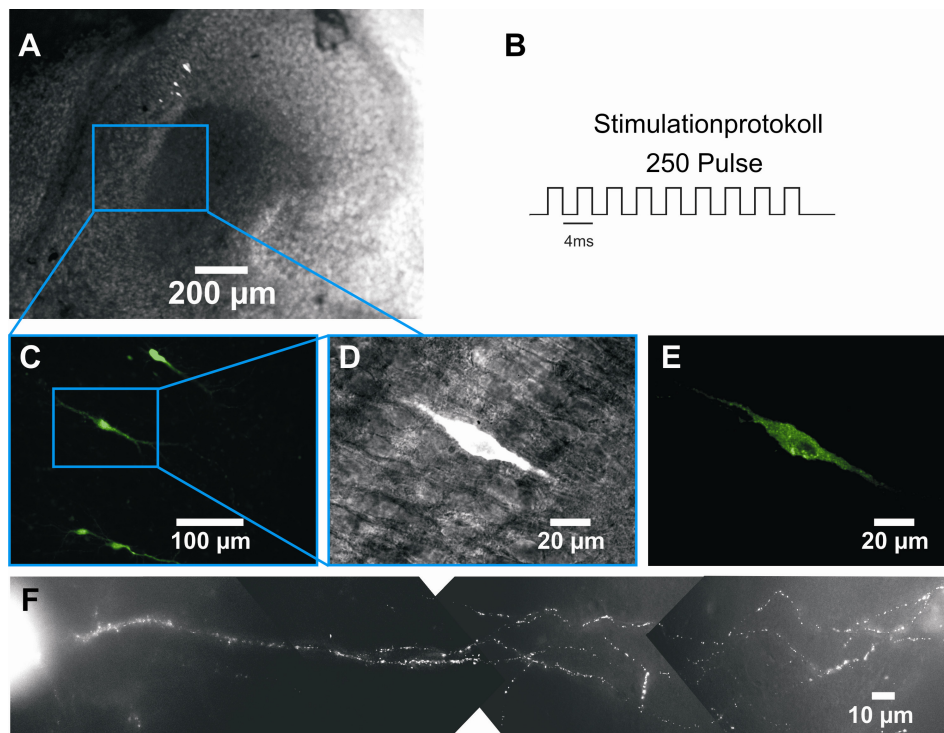 A
200 µm
B
Stimulationprotokoll
250 Pulse
4ms
C
100 µm
D
20 µm
E
20 µm
F
10 µm